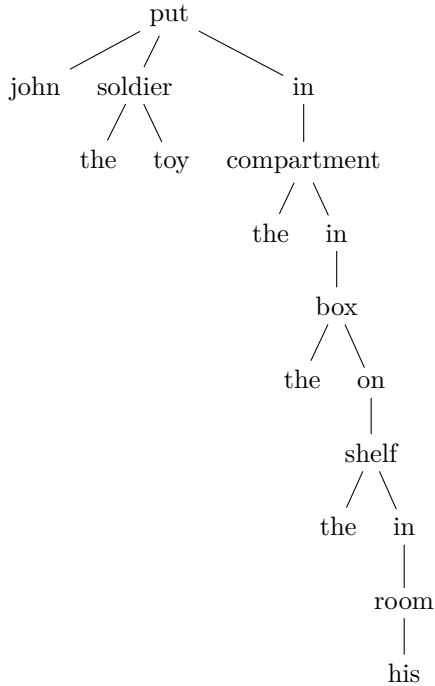 put
john soldier in
the toy compartment
the in
box
the on
shelf
the in
room
his